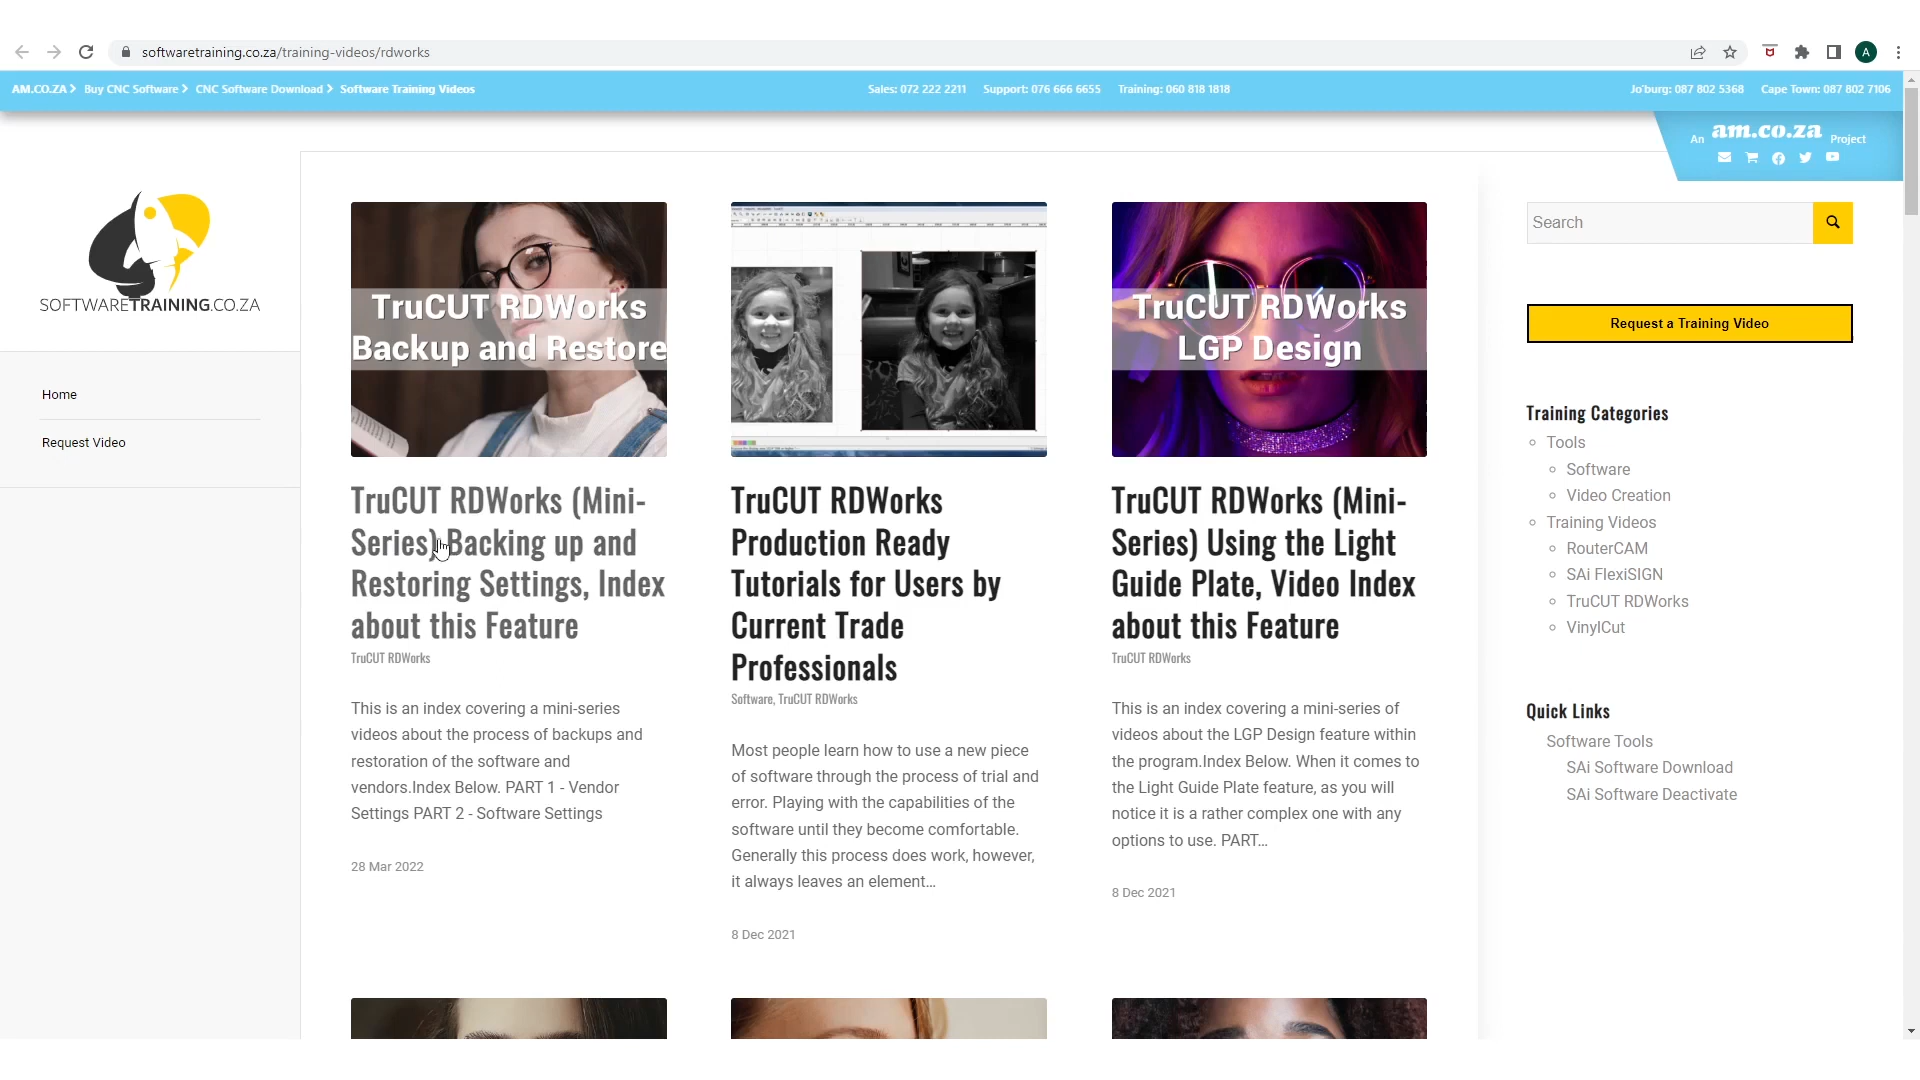 softwaretraining.co.za/training-videos/rdworks
A
AM.CO.ZA
Buy CNC Software
CNC Software Download
Software Training Videos
Sales: 072 222 2211
Support: 076 666 6655
Training: 060 818 1818
Jo'burg: 087 802 5368
Cape Town: 087 802 7106
An am.co.za Project
SOFTWARETRAINING.CO.ZA
Home
Request Video
TruCUT RDWorks
Backup and Restore
TruCUT RDWorks (Mini-
Series) Backing up and
Restoring Settings, Index
about this Feature
TruCUT RDWorks
This is an index covering a mini-series
videos about the process of backups and
restoration of the software and
vendors.Index Below. PART 1 - Vendor
Settings PART 2 - Software Settings
28 Mar 2022
TruCUT RDWorks
Production Ready
Tutorials for Users by
Current Trade
Professionals
Software, TruCUT RDWorks
Most people learn how to use a new piece
of software through the process of trial and
error. Playing with the capabilities of the
software until they become comfortable.
Generally this process does work, however,
it always leaves an element...
8 Dec 2021
TruCUT RDWorks
LGP Design
TruCUT RDWorks (Mini-
Series) Using the Light
Guide Plate, Video Index
about this Feature
TruCUT RDWorks
This is an index covering a mini-series of
videos about the LGP Design feature within
the program.Index Below. When it comes to
the Light Guide Plate feature, as you will
notice it is a rather complex one with any
options to use. PART...
8 Dec 2021
Search
Request a Training Video
Training Categories
Tools
Software
Video Creation
Training Videos
RouterCAM
SAi FlexiSIGN
TruCUT RDWorks
VinylCut
Quick Links
Software Tools
SAi Software Download
SAi Software Deactivate